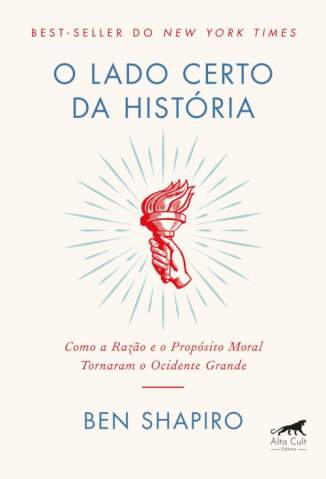 BEST-SELLER DO NEW YORK TIMES
O LADO CERTO
DA HISTÓRIA
Como a Razão e o Propósito Moral
Tornaram o Ocidente Grande
BEN SHAPIRO
Alta Cult
Editora